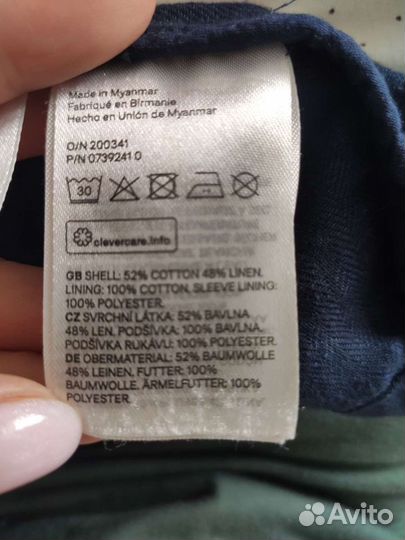 Made in Myanmar
Fabriqué en Birmanie
Hecho en Unión de Myanmar
O/N 200341
P/N 0739241 0
30
clevercare.info
GB SHELL: 52% COTTON 48% LINEN.
LINING: 100% COTTON, SLEEVE LINING:
100% POLYESTER.
CZ SVRCHNÍ LÁTKA: 52% BAVLNA
48% LEN. PODŠÍVKA: 100% BAVLNA,
PODŠÍVKA RUKÁVU: 100% POLYESTER.
DE OBERMATERIAL: 52% BAUMWOLLE
48% LEINEN. FUTTER: 100%
BAUMWOLLE, ÄRMELFUTTER: 100%
POLYESTER.
Avito